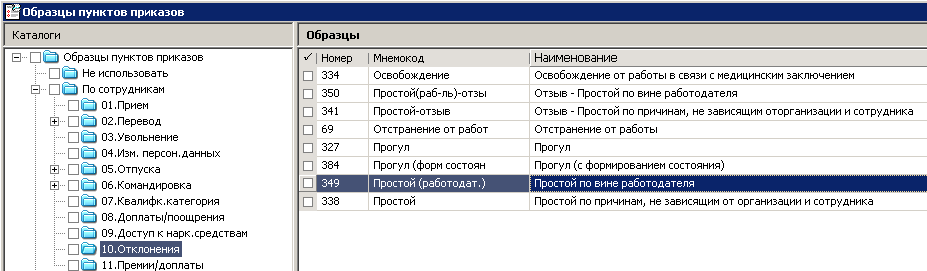 Образцы пунктов приказов
Каталоги
Образцы пунктов приказов
Не использовать
По сотрудникам
01.Прием
02.Перевод
03.Увольнение
04.Изм. персон.данных
05.Отпуска
06.Командировка
07.Квалифк.категория
08.Доплаты/поощрения
09.Доступ к нарк.средствам
10.Отклонения
11.Премии/доплаты
Образцы
Номер Мнемокод Наименование
334 Освобождение Освобождение от работы в связи с медицинским заключением
350 Простой(раб-ль)-отзы Отзыв - Простой по вине работодателя
341 Простой-отзыв Отзыв - Простой по причинам, не зависящим оторганизации и сотрудника
69 Отстранение от работ Отстранение от работы
327 Прогул Прогул
384 Прогул (форм состоян Прогул (с формированием состояния)
349 Простой (работодат.) Простой по вине работодателя
338 Простой Простой по причинам, не зависящим от организации и сотрудника